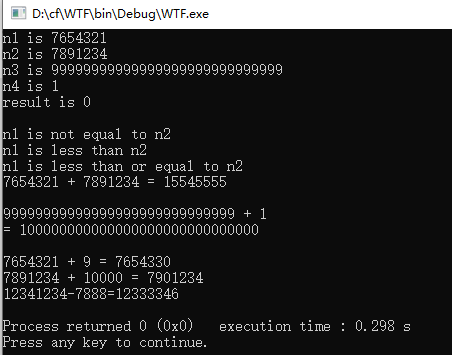 D:\cf\WTF\bin\Debug\WTF.exe
n1 is 7654321
n2 is 7891234
n3 is 99999999999999999999999999999
n4 is 1
result is 0
n1 is not equal to n2
n1 is less than n2
n1 is less than or equal to n2
7654321 + 7891234 = 15545555
99999999999999999999999999999 + 1
= 100000000000000000000000000000
7654321 + 9 = 7654330
7891234 + 10000 = 7901234
12341234-7888=12333346
Process returned 0 (0x0)   execution time : 0.298 s
Press any key to continue.